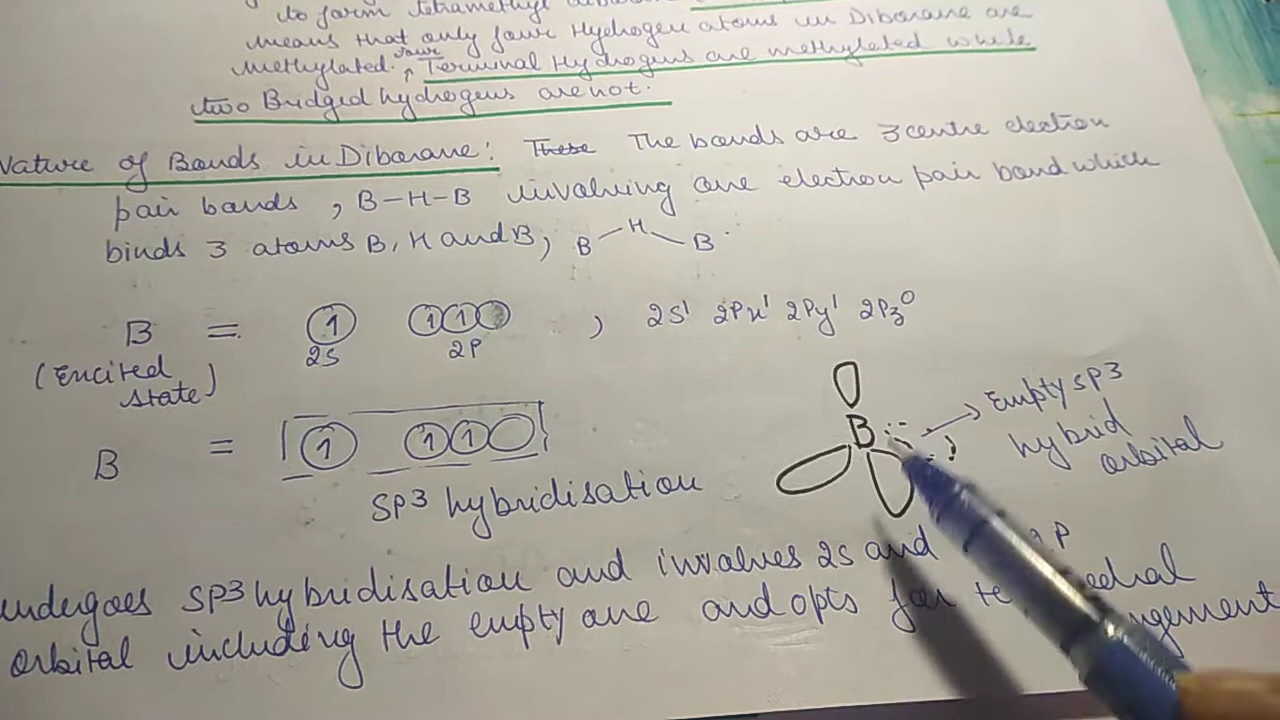 to form tetramethyl
means that only four Hydrogen atoms in Diborane are
methylated. four Terminal Hydrogens are methylated while
two Bridged hydrogens are not.
Nature of Bonds in Diborane: These The bonds are 3 centre electron
pair bonds, B-H-B involving one electron pair bond which
binds 3 atoms B, H and B, B-H-B.
B = 1 1 1 , 2S¹ 2Px¹ 2Py¹ 2Pz⁰
2S 2P
(Excited
state)
B = 1 1 1
SP³ hybridisation
B
Empty SP³
hybrid
orbital
undergoes SP³ hybridisation and involves 2S and 2P
orbital including the empty one and opts for